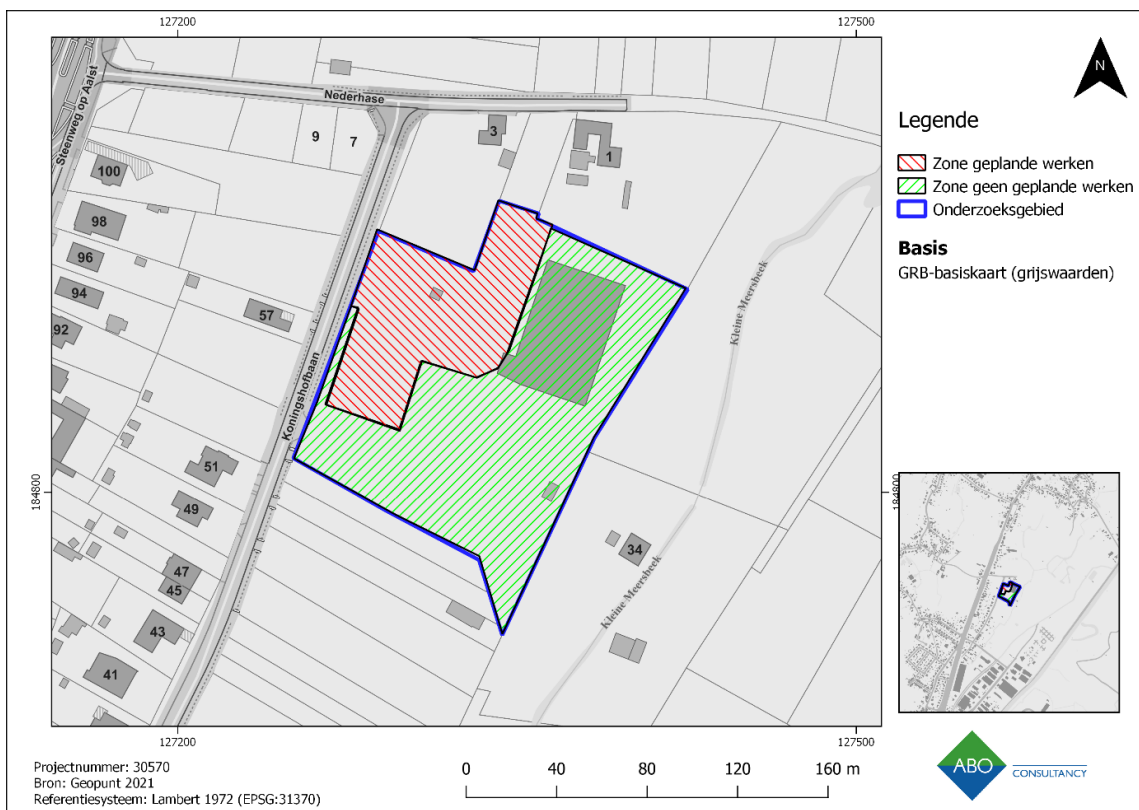 127200
127500
N
Steenweg op Aalst
Nederhase
9
7
3
1
100
98
96
94
92
57
Koningshofbaan
Kleine Meersbeek
51
49
47
45
43
41
34
Kleine Meersbeek
184800
184800
127200
127500
Legende
Zone geplande werken
Zone geen geplande werken
Onderzoeksgebied
Basis
GRB-basiskaart (grijswaarden)
Projectnummer: 30570
Bron: Geopunt 2021
Referentiesysteem: Lambert 1972 (EPSG:31370)
0 40 80 120 160 m
ABO
CONSULTANCY